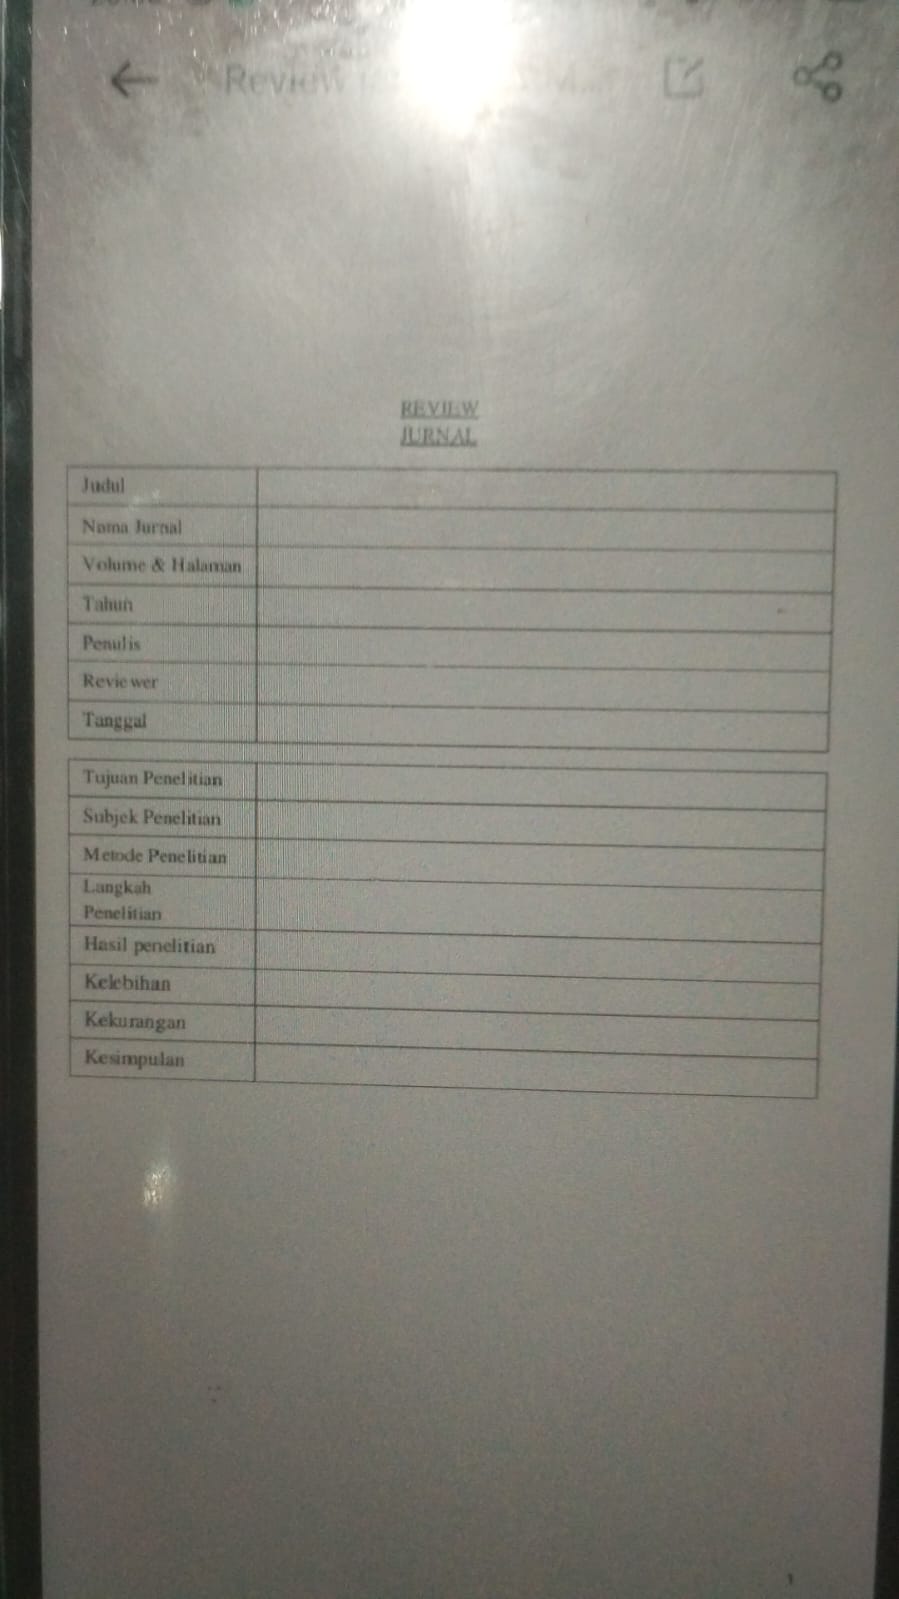 Review
REVIEW
JURNAL
Judul
Nama Jurnal
Volume & Halaman
Tahun
Penulis
Reviewer
Tanggal
Tujuan Penelitian
Subjek Penelitian
Metode Penelitian
Langkah
Penelitian
Hasil penelitian
Kelebihan
Kekurangan
Kesimpulan
1